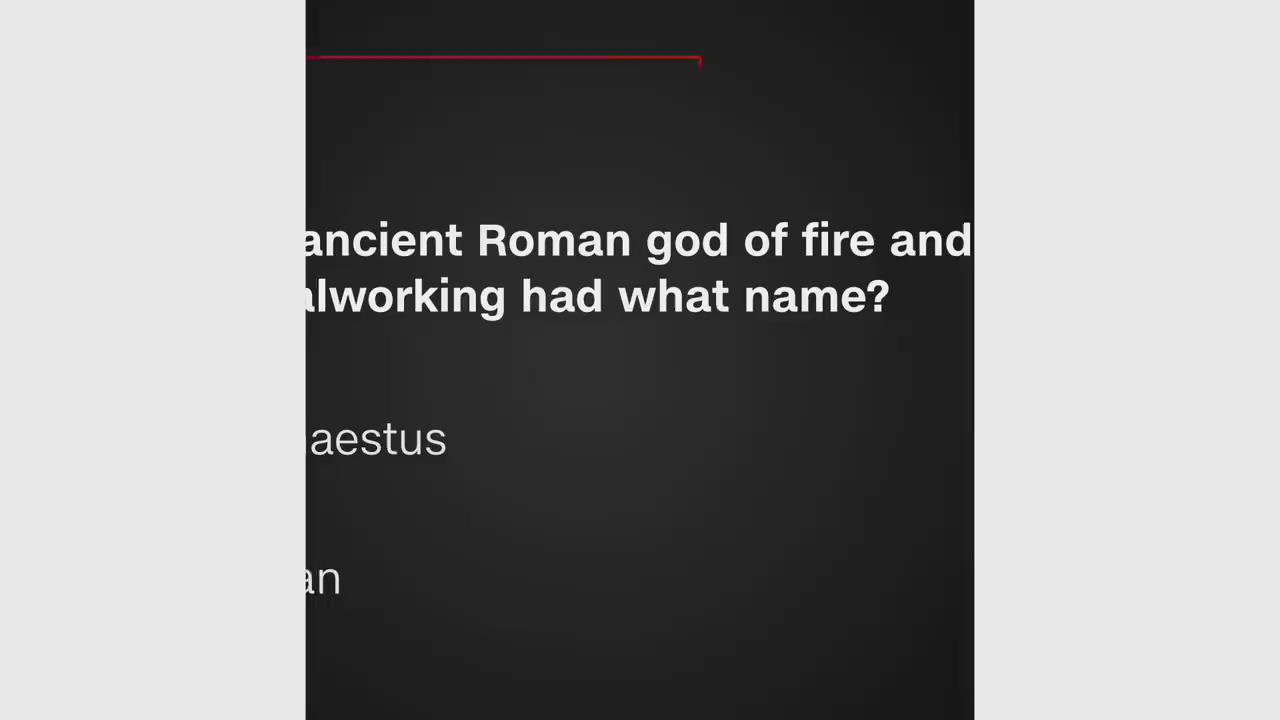 ancient Roman god of fire and
alworking had what name?
aestus
an